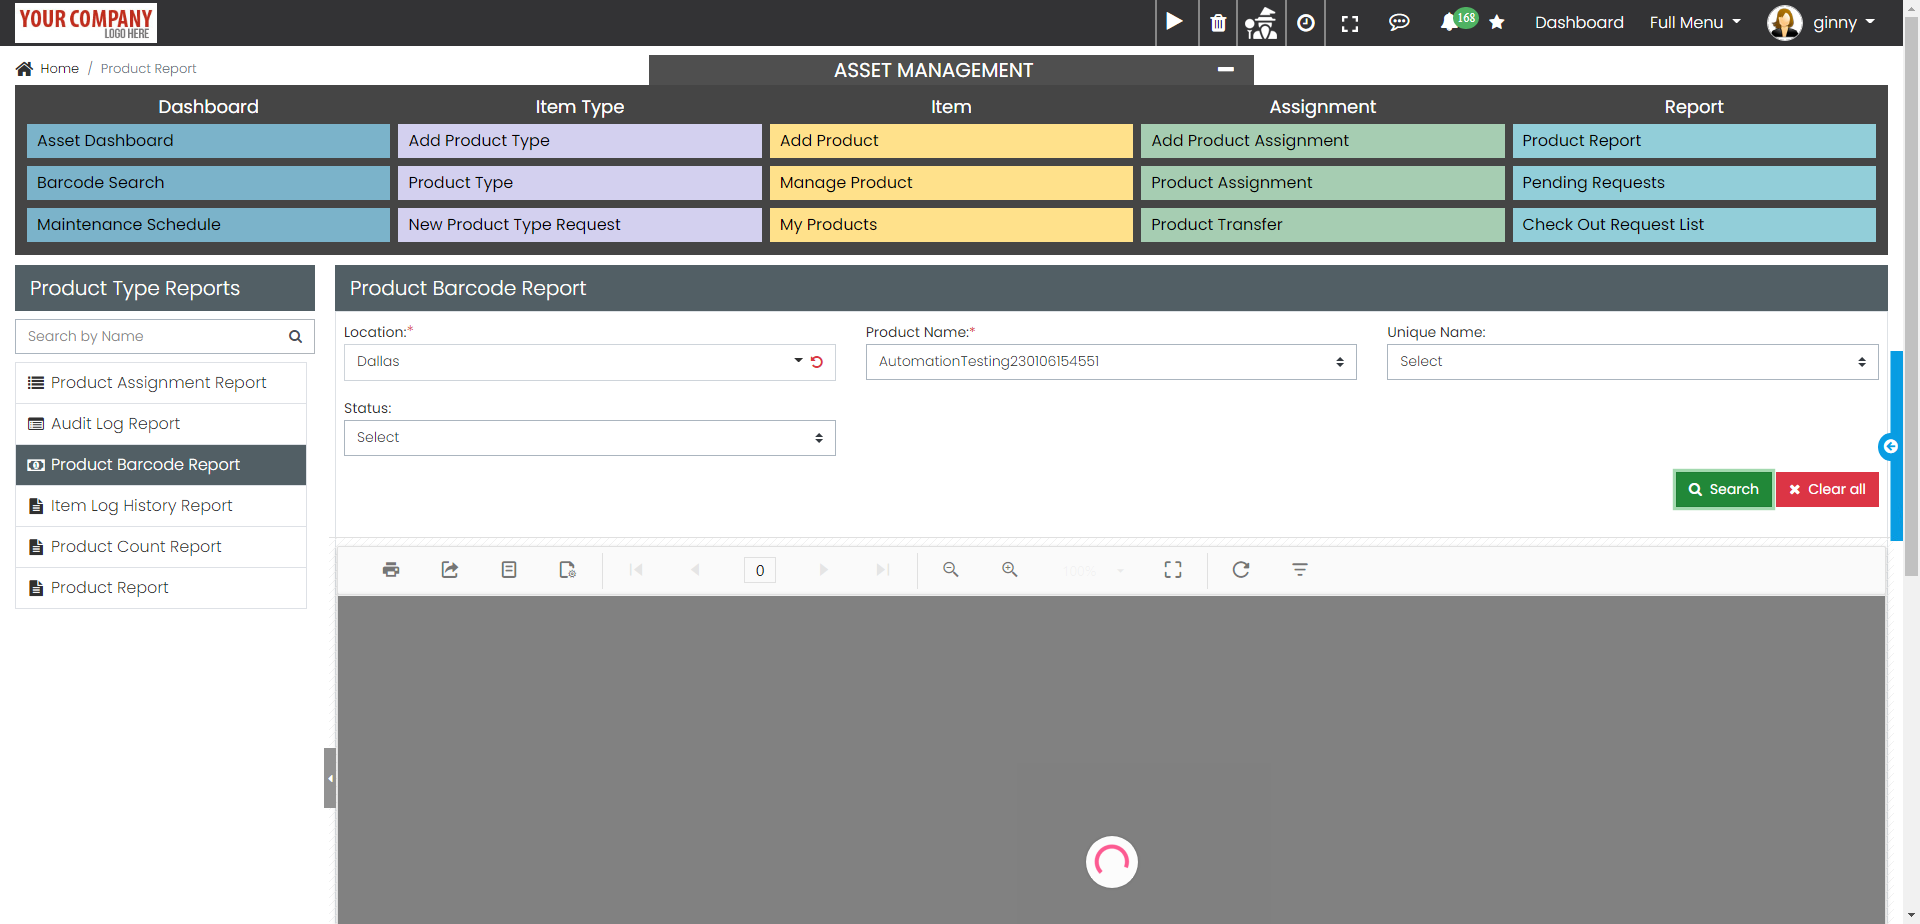 YOUR COMPANY
LOGO HERE
168
Dashboard
Full Menu
ginny
Home / Product Report
ASSET MANAGEMENT
Dashboard
Item Type
Item
Assignment
Report
Asset Dashboard
Add Product Type
Add Product
Add Product Assignment
Product Report
Barcode Search
Product Type
Manage Product
Product Assignment
Pending Requests
Maintenance Schedule
New Product Type Request
My Products
Product Transfer
Check Out Request List
Product Type Reports
Search by Name
Product Assignment Report
Audit Log Report
Product Barcode Report
Item Log History Report
Product Count Report
Product Report
Product Barcode Report
Location:*
Product Name:*
Unique Name:
Dallas
AutomationTesting230106154551
Select
Status:
Select
Search
Clear all
0
100%